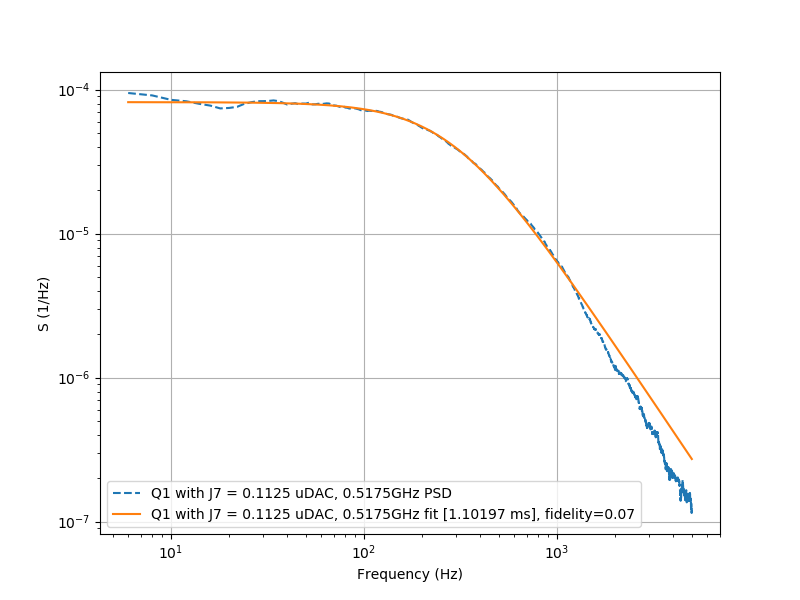 10⁻⁴
10⁻⁵
10⁻⁶
10⁻⁷
S (1/Hz)
Q1 with J7 = 0.1125 uDAC, 0.5175GHz PSD
Q1 with J7 = 0.1125 uDAC, 0.5175GHz fit [1.10197 ms], fidelity=0.07
10¹ 10² 10³
Frequency (Hz)